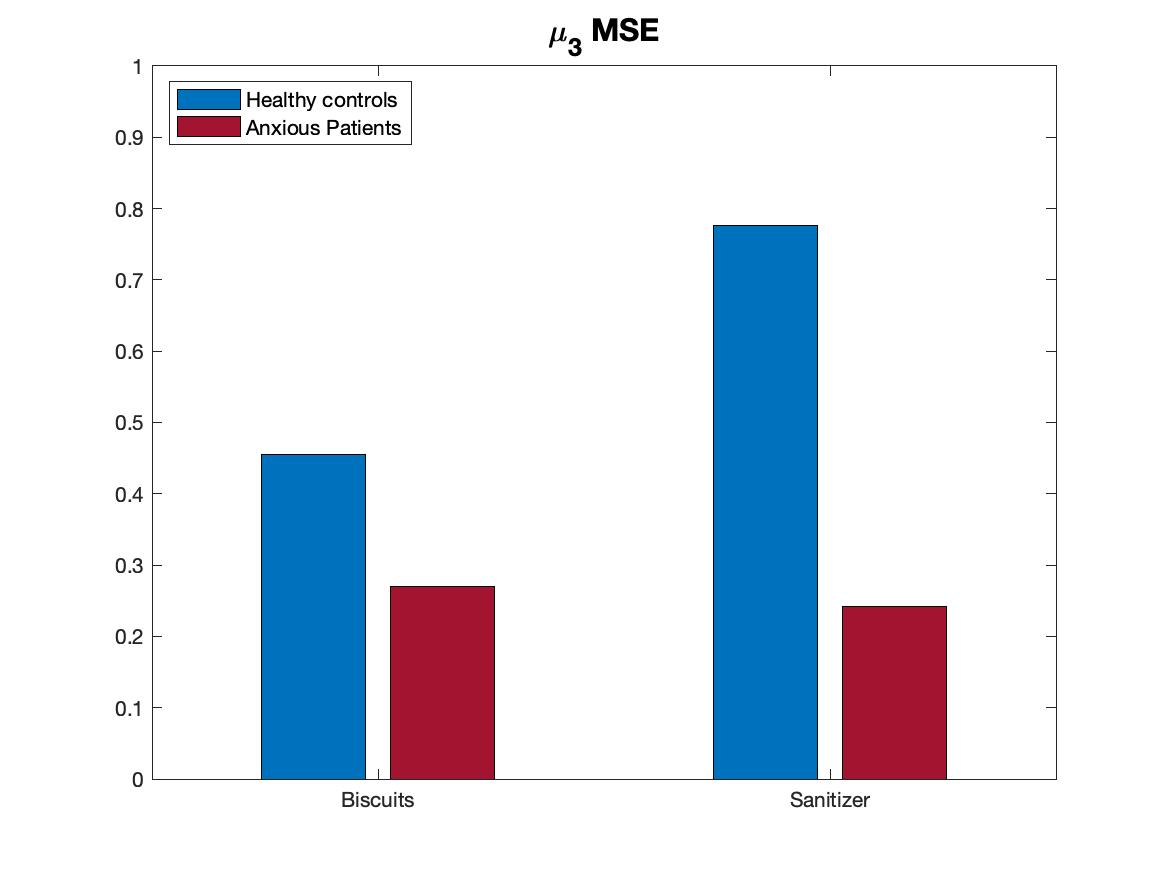 μ3 MSE
Healthy controls
Anxious Patients
1
0.9
0.8
0.7
0.6
0.5
0.4
0.3
0.2
0.1
0
Biscuits Sanitizer